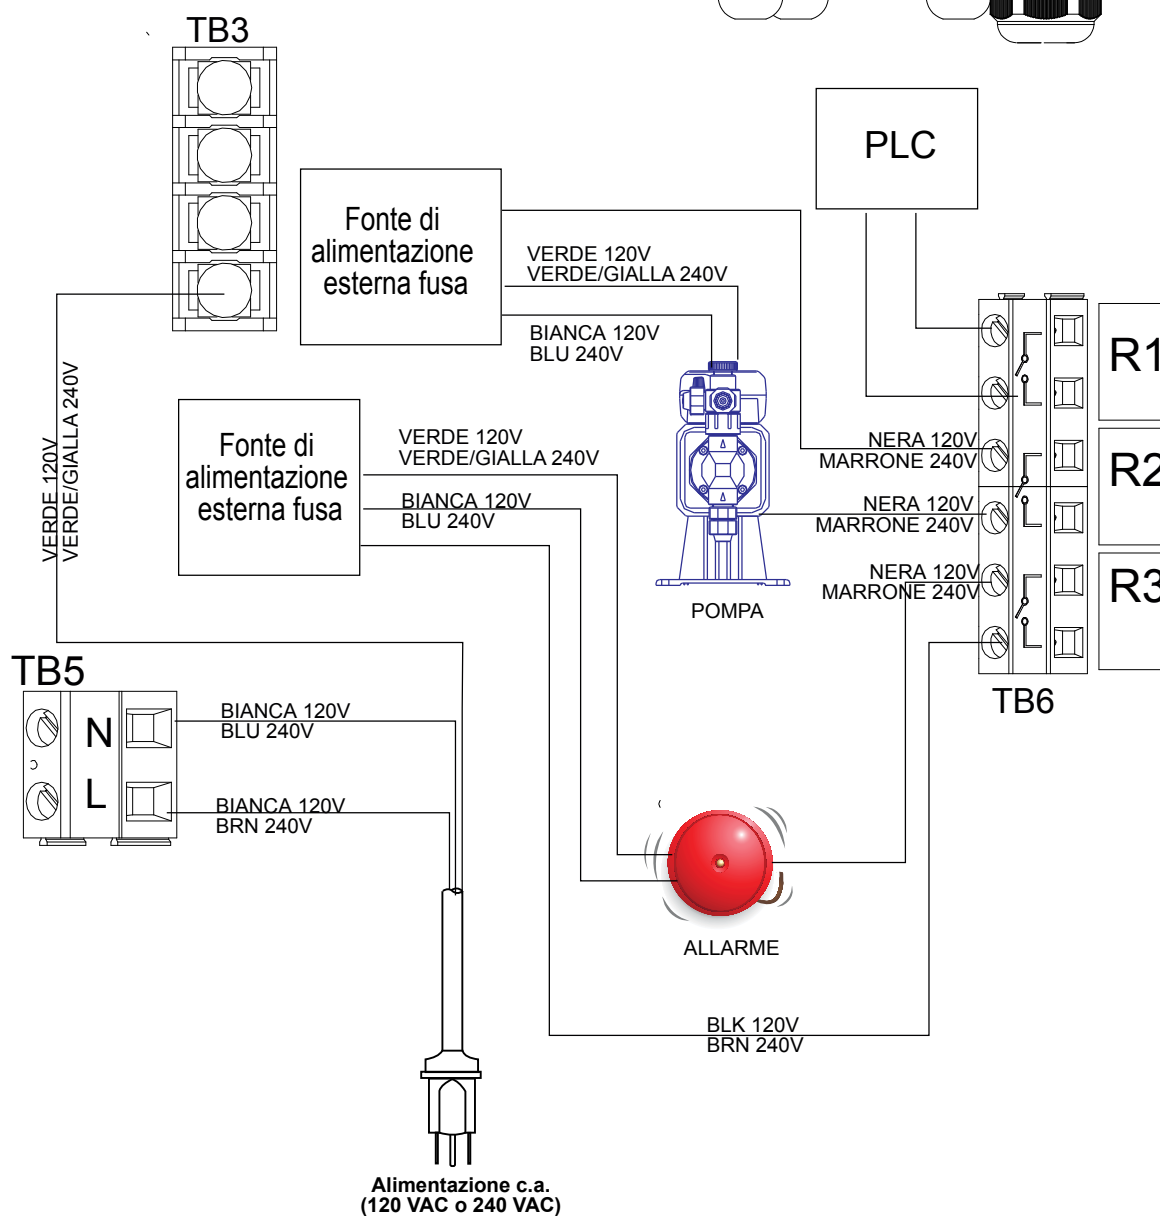 TB3
PLC
Fonte di
alimentazione
esterna fusa
VERDE 120V
VERDE/GIALLA 240V
BIANCA 120V
BLU 240V
R1
VERDE 120V
VERDE/GIALLA 240V
Fonte di
alimentazione
esterna fusa
VERDE 120V
VERDE/GIALLA 240V
BIANCA 120V
BLU 240V
NERA 120V
MARRONE 240V
R2
NERA 120V
MARRONE 240V
NERA 120V
MARRONE 240V
R3
POMPA
TB5
TB6
N
BIANCA 120V
BLU 240V
L
BIANCA 120V
BRN 240V
ALLARME
BLK 120V
BRN 240V
Alimentazione c.a.
(120 VAC o 240 VAC)